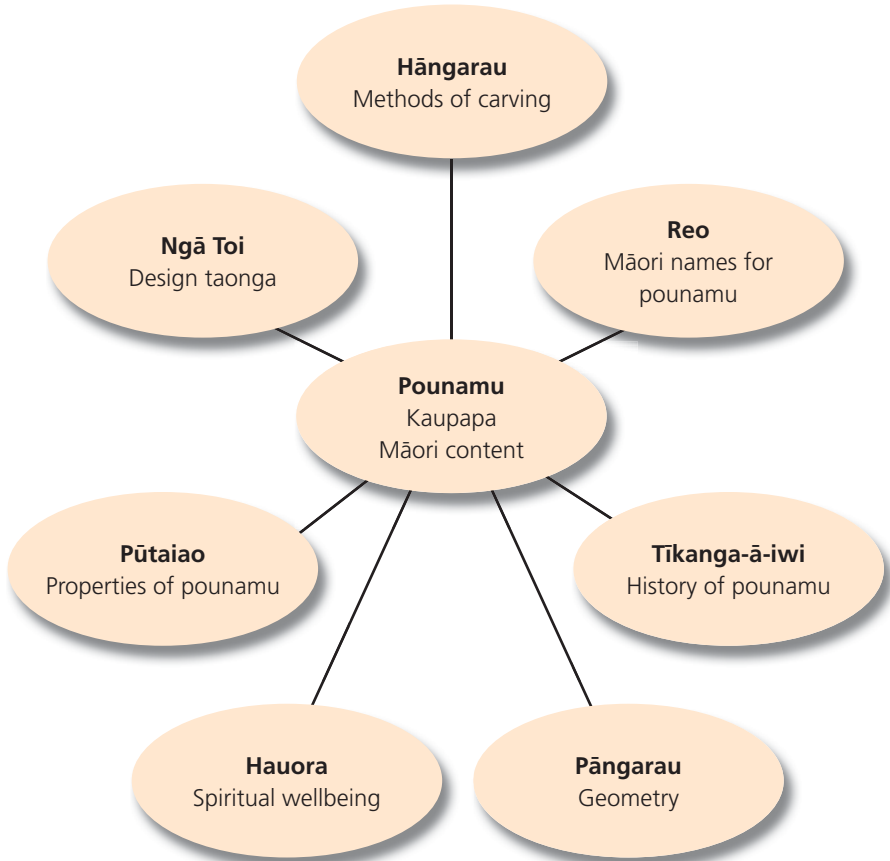 Hāngarau
Methods of carving
Ngā Toi
Design taonga
Reo
Māori names for
pounamu
Pounamu
Kaupapa
Māori content
Pūtaiao
Properties of pounamu
Tīkanga-ā-iwi
History of pounamu
Hauora
Spiritual wellbeing
Pāngarau
Geometry